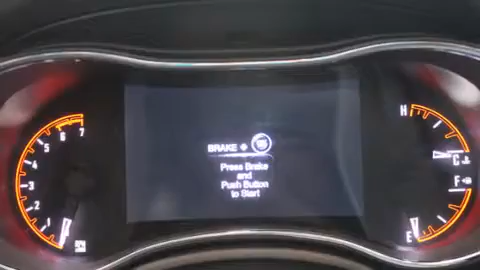 7
6
5
4
3
2
1
BRAKE +
Press Brake
and
Push Button
to Start
H
C
F
E